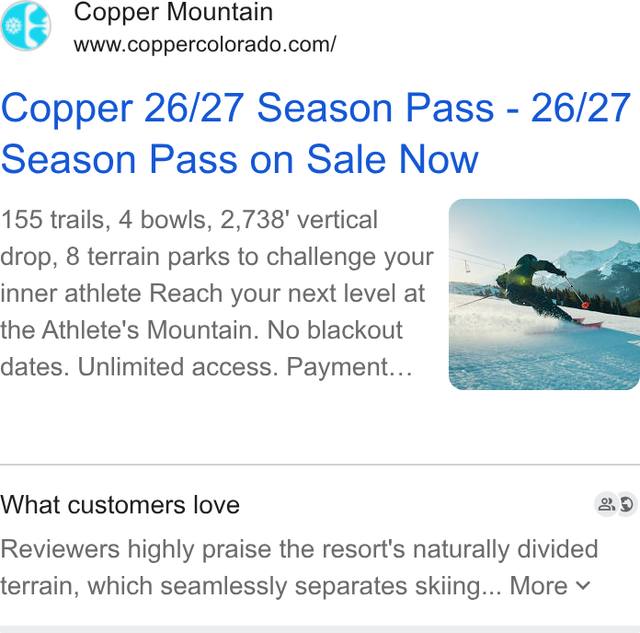 Copper Mountain
www.coppercolorado.com/
Copper 26/27 Season Pass - 26/27
Season Pass on Sale Now
155 trails, 4 bowls, 2,738' vertical
drop, 8 terrain parks to challenge your
inner athlete Reach your next level at
the Athlete's Mountain. No blackout
dates. Unlimited access. Payment…
What customers love
Reviewers highly praise the resort's naturally divided
terrain, which seamlessly separates skiing... More